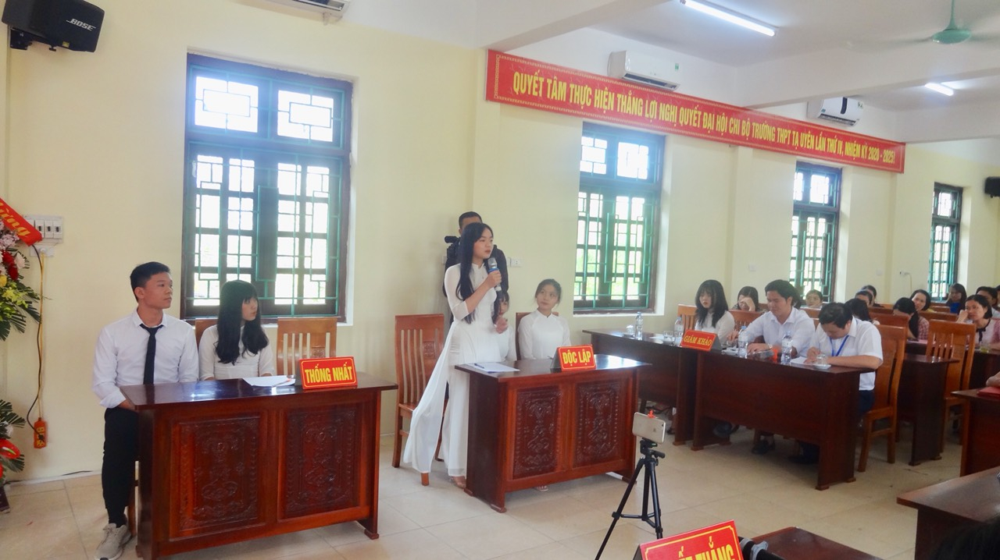 BOSE
QUYẾT TÂM THỰC HIỆN THẮNG LỢI NGHỊ QUYẾT ĐẠI HỘI CHI BỘ TRƯỜNG THPT TẠ UYÊN LẦN THỨ IV, NHIỆM KỲ 2020 - 2025!
THỐNG NHẤT
ĐỘC LẬP
GIÁM KHẢO
THẮNG